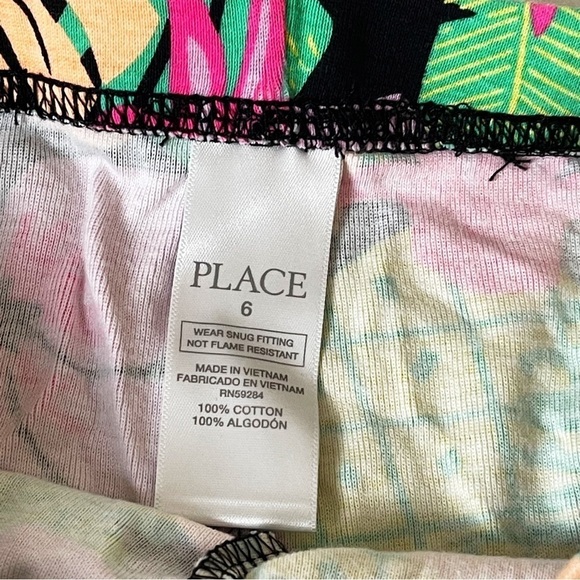 PLACE
6
WEAR SNUG FITTING
NOT FLAME RESISTANT
MADE IN VIETNAM
FABRICADO EN VIETNAM
RN59284
100% COTTON
100% ALGODÓN